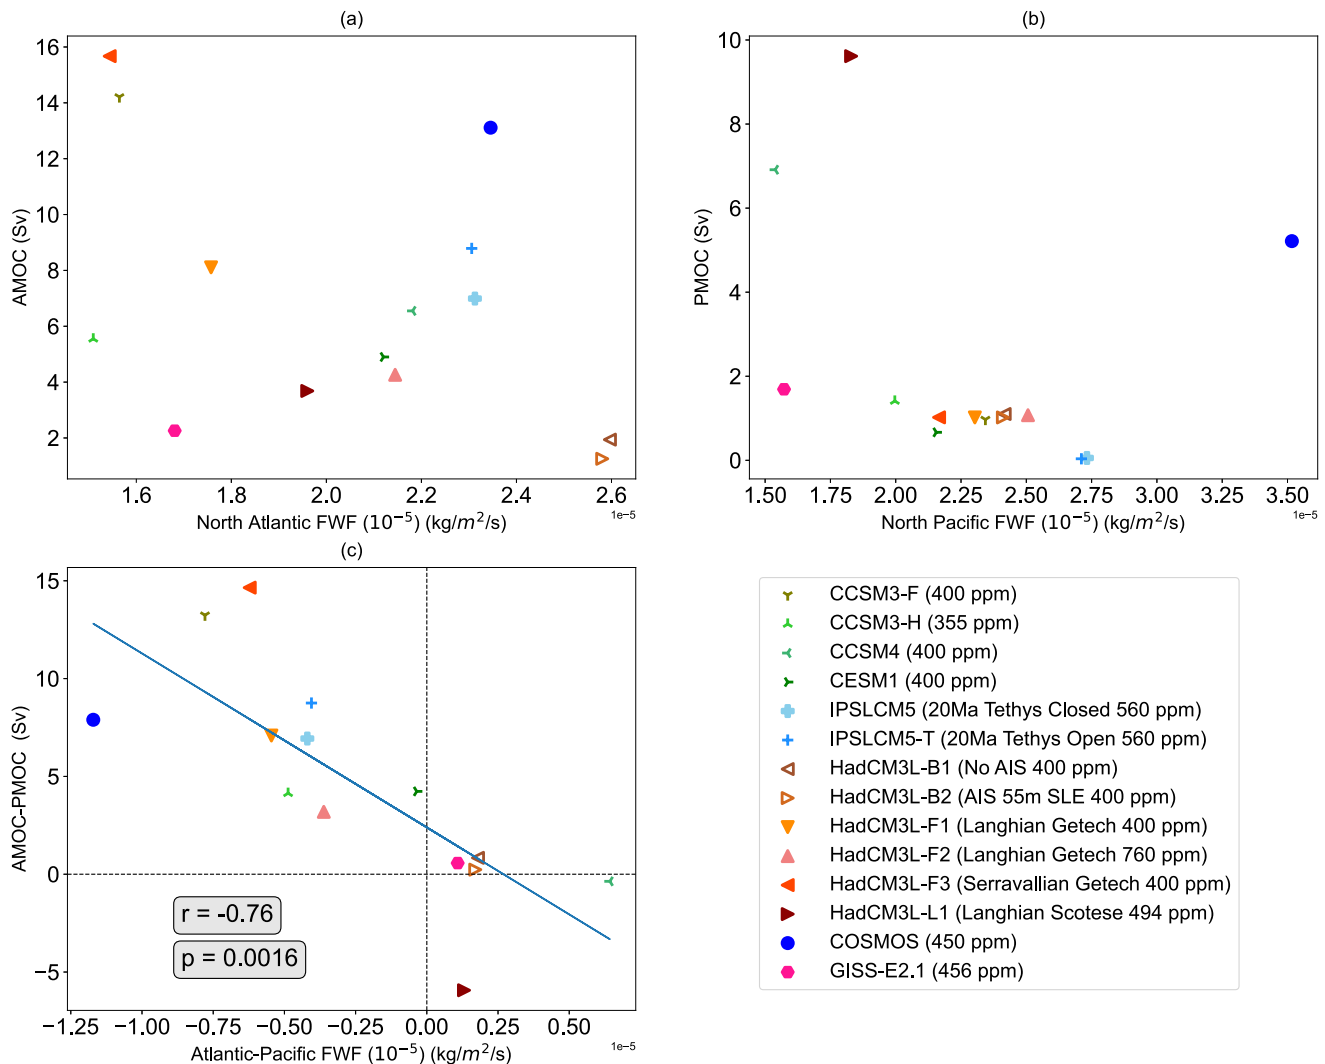 (a)
16
14
12
10
8
6
4
2
AMOC (Sv)
1.6
1.8
2.0
2.2
2.4
2.6
1e−5
North Atlantic FWF (10⁻⁵) (kg/m²/s)
(b)
10
8
6
4
2
0
PMOC (Sv)
1.50
1.75
2.00
2.25
2.50
2.75
3.00
3.25
3.50
1e−5
North Pacific FWF (10⁻⁵) (kg/m²/s)
(c)
15
10
5
0
−5
AMOC-PMOC (Sv)
r = -0.76
p = 0.0016
−1.25
−1.00
−0.75
−0.50
−0.25
0.00
0.25
0.50
1e−5
Atlantic-Pacific FWF (10⁻⁵) (kg/m²/s)
CCSM3-F (400 ppm)
CCSM3-H (355 ppm)
CCSM4 (400 ppm)
CESM1 (400 ppm)
IPSLCM5 (20Ma Tethys Closed 560 ppm)
IPSLCM5-T (20Ma Tethys Open 560 ppm)
HadCM3L-B1 (No AIS 400 ppm)
HadCM3L-B2 (AIS 55m SLE 400 ppm)
HadCM3L-F1 (Langhian Getech 400 ppm)
HadCM3L-F2 (Langhian Getech 760 ppm)
HadCM3L-F3 (Serravallian Getech 400 ppm)
HadCM3L-L1 (Langhian Scotese 494 ppm)
COSMOS (450 ppm)
GISS-E2.1 (456 ppm)